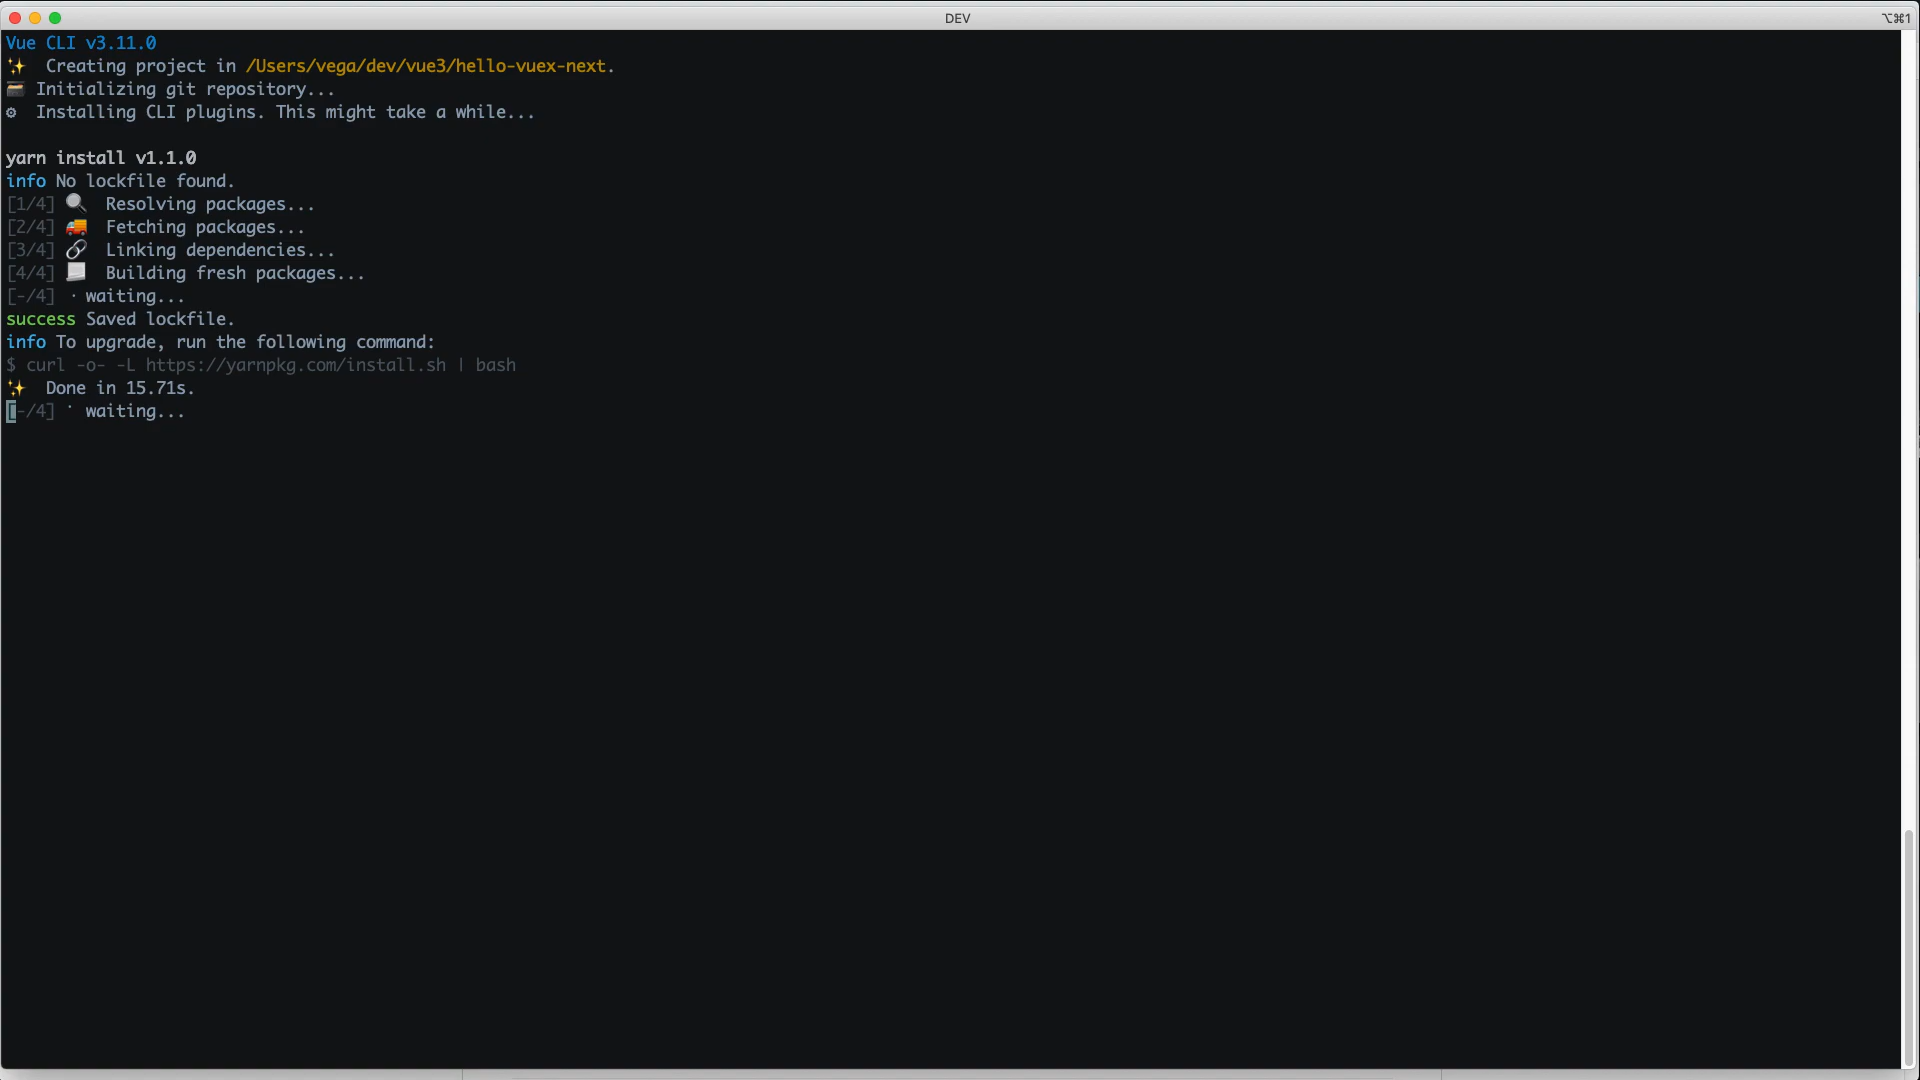 DEV
⌥⌘1
Vue CLI v3.11.0
✨  Creating project in /Users/vega/dev/vue3/hello-vuex-next.
🗃 Initializing git repository...
⚙  Installing CLI plugins. This might take a while...
yarn install v1.1.0
info No lockfile found.
[1/4] 🔍  Resolving packages...
[2/4] 🚚  Fetching packages...
[3/4] 🔗  Linking dependencies...
[4/4] 📃  Building fresh packages...
[-/4] ⠂ waiting...
success Saved lockfile.
info To upgrade, run the following command:
$ curl -o- -L https://yarnpkg.com/install.sh | bash
✨  Done in 15.71s.
[-/4] ⠁ waiting...